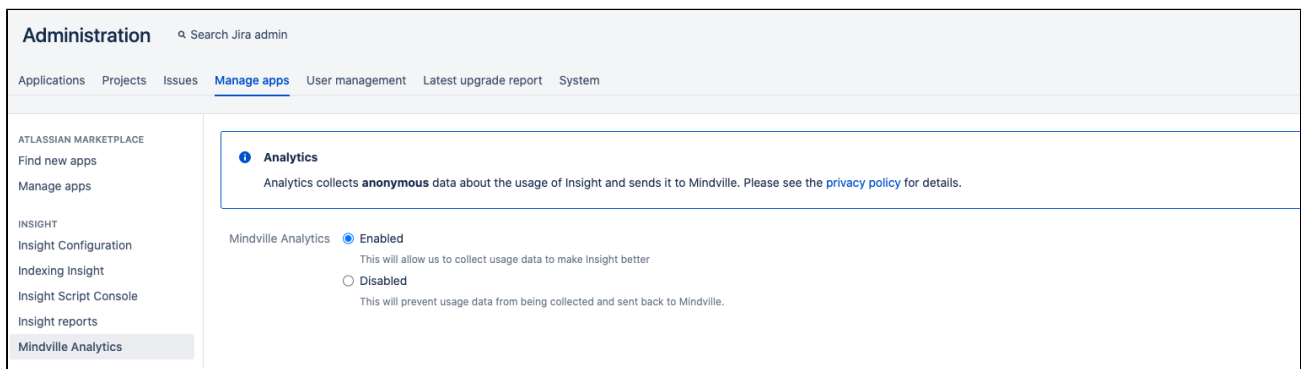 Administration Search Jira admin
Applications Projects Issues Manage apps User management Latest upgrade report System
ATLASSIAN MARKETPLACE
Find new apps
Manage apps
INSIGHT
Insight Configuration
Indexing Insight
Insight Script Console
Insight reports
Mindville Analytics
Analytics
Analytics collects anonymous data about the usage of Insight and sends it to Mindville. Please see the privacy policy for details.
Mindville Analytics Enabled
This will allow us to collect usage data to make Insight better
Disabled
This will prevent usage data from being collected and sent back to Mindville.